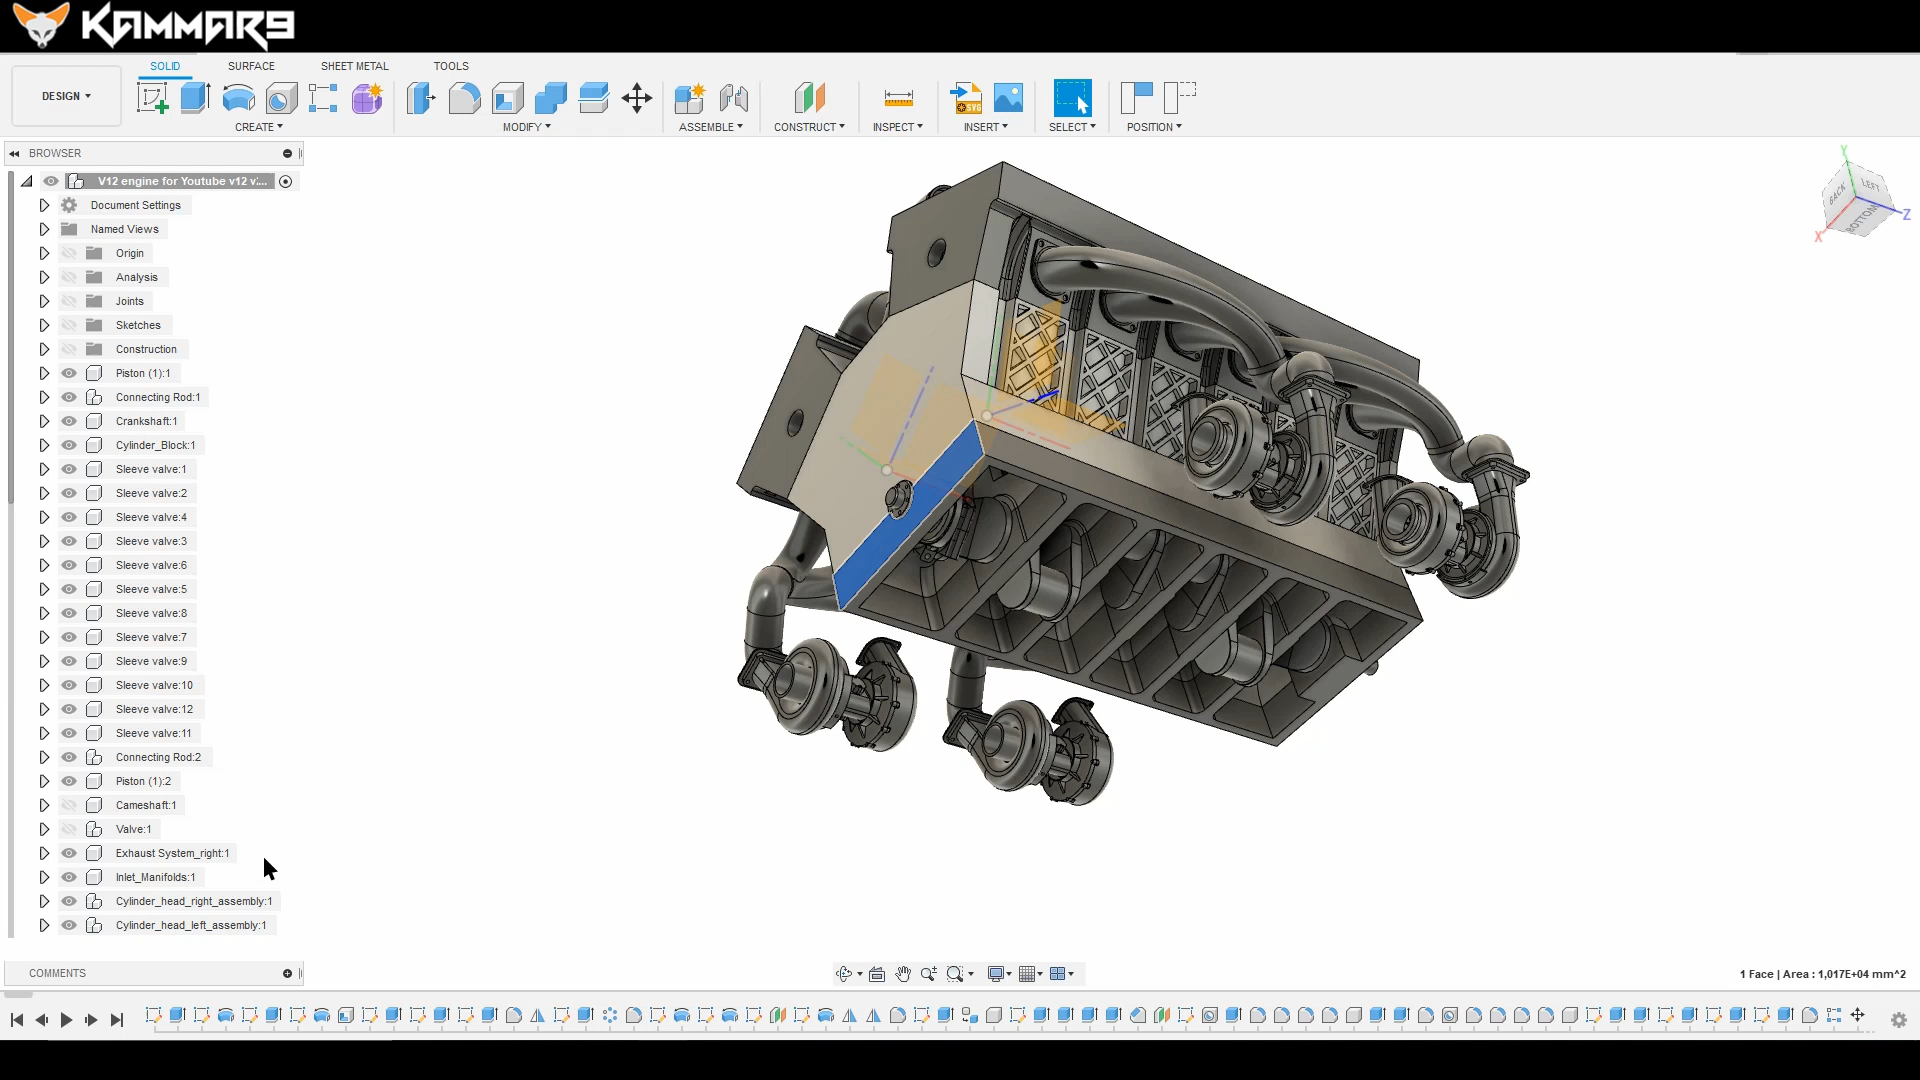 KAMMAR9
DESIGN
SOLID
SURFACE
SHEET METAL
TOOLS
CREATE
MODIFY
ASSEMBLE
CONSTRUCT
INSPECT
INSERT
SELECT
POSITION
SVG
BROWSER
V12 engine for Youtube v12 v:...
Document Settings
Named Views
Origin
Analysis
Joints
Sketches
Construction
Piston (1):1
Connecting Rod:1
Crankshaft:1
Cylinder_Block:1
Sleeve valve:1
Sleeve valve:2
Sleeve valve:4
Sleeve valve:3
Sleeve valve:6
Sleeve valve:5
Sleeve valve:8
Sleeve valve:7
Sleeve valve:9
Sleeve valve:10
Sleeve valve:12
Sleeve valve:11
Connecting Rod:2
Piston (1):2
Cameshaft:1
Valve:1
Exhaust System_right:1
Inlet_Manifolds:1
Cylinder_head_right_assembly:1
Cylinder_head_left_assembly:1
Y
BACK
LEFT
BOTTOM
Z
X
COMMENTS
1 Face | Area : 1,017E+04 mm^2